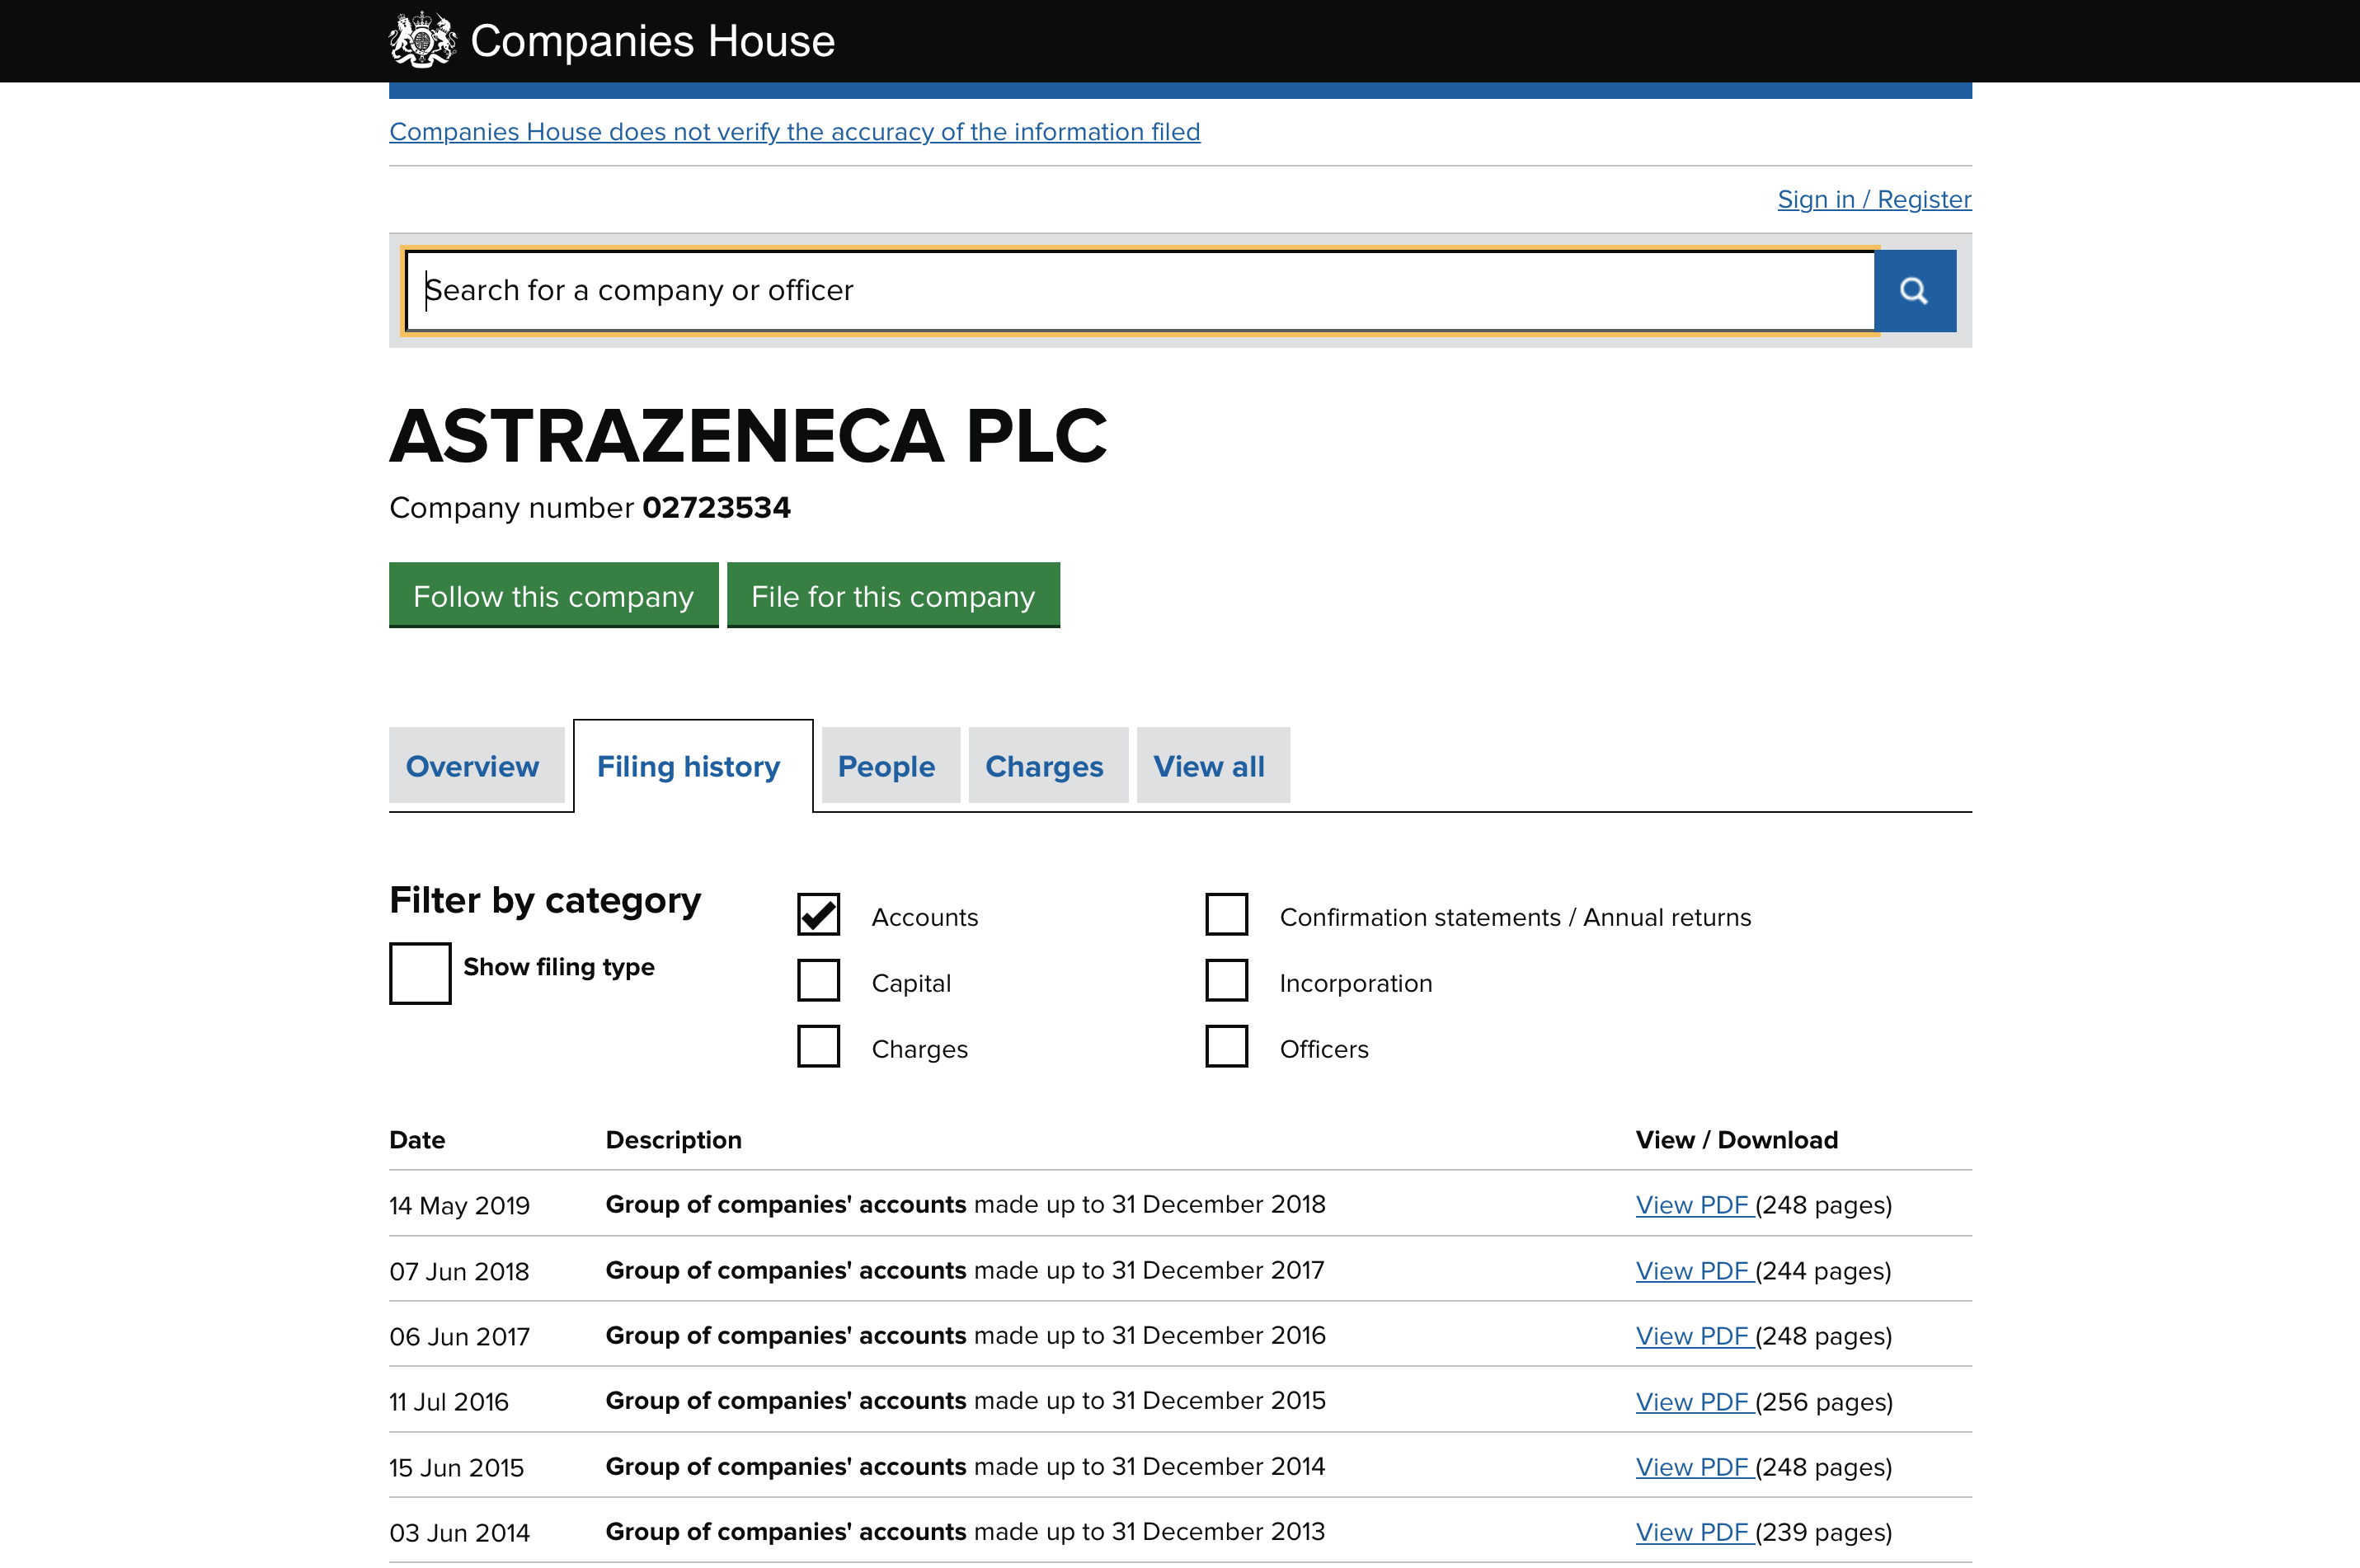 Companies House
Companies House does not verify the accuracy of the information filed
Sign in / Register
Search for a company or officer
ASTRAZENECA PLC
Company number 02723534
Follow this company File for this company
Overview Filing history People Charges View all
Filter by category
Show filing type
Accounts Confirmation statements / Annual returns
Capital Incorporation
Charges Officers
Date Description View / Download
14 May 2019 Group of companies' accounts made up to 31 December 2018 View PDF (248 pages)
07 Jun 2018 Group of companies' accounts made up to 31 December 2017 View PDF (244 pages)
06 Jun 2017 Group of companies' accounts made up to 31 December 2016 View PDF (248 pages)
11 Jul 2016 Group of companies' accounts made up to 31 December 2015 View PDF (256 pages)
15 Jun 2015 Group of companies' accounts made up to 31 December 2014 View PDF (248 pages)
03 Jun 2014 Group of companies' accounts made up to 31 December 2013 View PDF (239 pages)